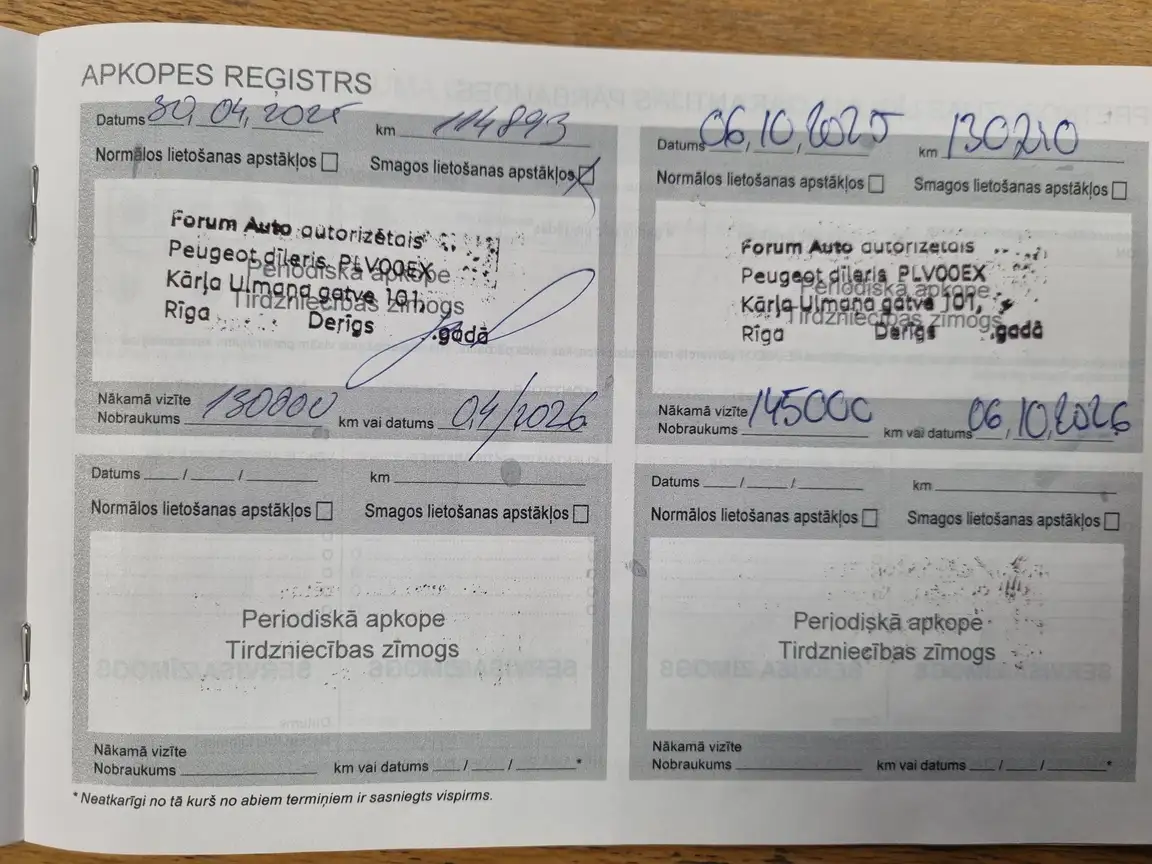 APKOPES REĢISTRS
Datums 30, 04, 2025 km 114893
Normālos lietošanas apstākļos Smagos lietošanas apstākļos
Forum Auto autorizētais
Peugeot dīleris PLV00EX
Periodiskā apkope
Kārļa Ulmaņa gatve 101,
Tirdzniecības zīmogs
Rīga Derīgs .gadā
Nākamā vizīte
Nobraukums 130000 km vai datums 04/2026
Datums 06, 10, 2025 km 130210
Normālos lietošanas apstākļos Smagos lietošanas apstākļos
Forum Auto autorizētais
Peugeot dīleris PLV00EX
Periodiskā apkope
Kārļa Ulmaņa gatve 101,
Tirdzniecības zīmogs
Rīga Derīgs .gadā
Nākamā vizīte
Nobraukums 145000 km vai datums 06, 10, 2026
Datums / / km
Normālos lietošanas apstākļos Smagos lietošanas apstākļos
Periodiskā apkope
Tirdzniecības zīmogs
Nākamā vizīte
Nobraukums km vai datums / / *
Datums / / km
Normālos lietošanas apstākļos Smagos lietošanas apstākļos
Periodiskā apkope
Tirdzniecības zīmogs
Nākamā vizīte
Nobraukums km vai datums / / *
* Neatkarīgi no tā kurš no abiem termiņiem ir sasniegts vispirms.